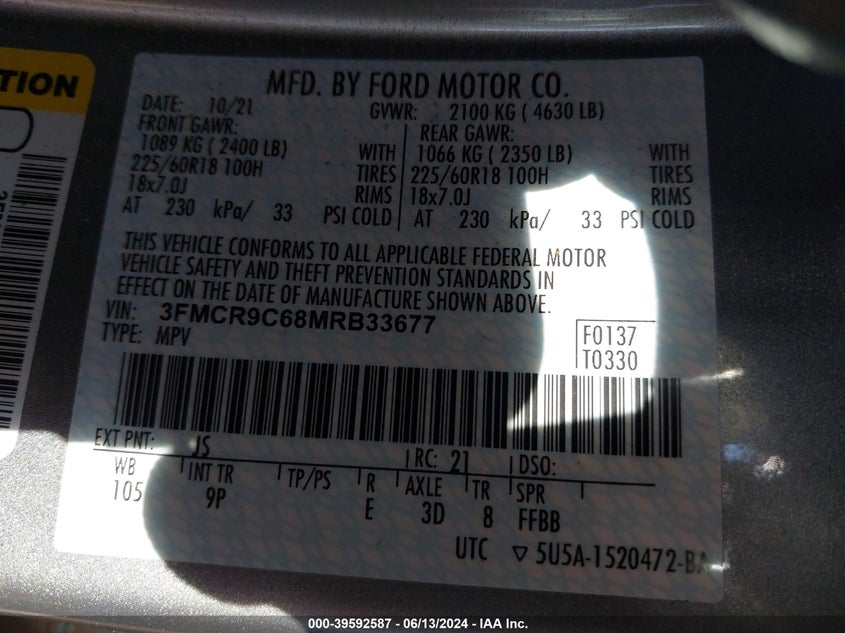 TION
MFD. BY FORD MOTOR CO.
DATE: 10/21 GVWR: 2100 KG ( 4630 LB)
FRONT GAWR: REAR GAWR:
1089 KG ( 2400 LB) WITH 1066 KG ( 2350 LB) WITH
225/60R18 100H TIRES 225/60R18 100H TIRES
18x7.0J RIMS 18x7.0J RIMS
AT 230 kPa/ 33 PSI COLD AT 230 kPa/ 33 PSI COLD
THIS VEHICLE CONFORMS TO ALL APPLICABLE FEDERAL MOTOR
VEHICLE SAFETY AND THEFT PREVENTION STANDARDS IN
EFFECT ON THE DATE OF MANUFACTURE SHOWN ABOVE.
VIN: 3FMCR9C68MRB33677
TYPE: MPV
F0137
T0330
EXT PNT: JS RC: 21 DSO:
WB INT TR TP/PS R AXLE TR SPR
105 9P E 3D 8 FFBB
UTC ▽ 5U5A-1520472-BA
000-39592587 - 06/13/2024 - IAA Inc.